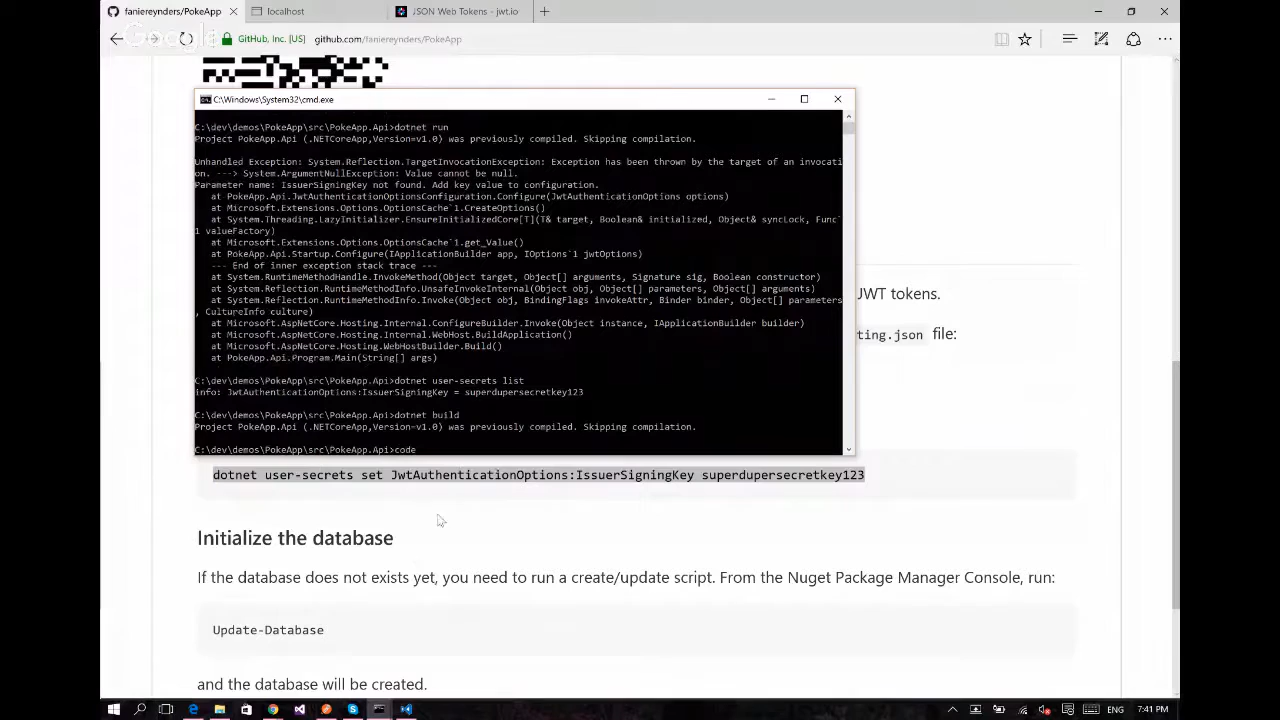 faniereynders/PokeApp
localhost
JSON Web Tokens - jwt.io
GitHub, Inc. [US]
github.com/faniereynders/PokeApp
C:\Windows\System32\cmd.exe
C:\dev\demos\PokeApp\src\PokeApp.Api>dotnet run
Project PokeApp.Api (.NETCoreApp,Version=v1.0) was previously compiled. Skipping compilation.
Unhandled Exception: System.Reflection.TargetInvocationException: Exception has been thrown by the target of an invocati
on. ---> System.ArgumentNullException: Value cannot be null.
Parameter name: IssuerSigningKey not found. Add key value to configuration.
at PokeApp.Api.JwtAuthenticationOptionsConfiguration.Configure(JwtAuthenticationOptions options)
at Microsoft.Extensions.Options.OptionsCache`1.CreateOptions()
at System.Threading.LazyInitializer.EnsureInitializedCore[T](T& target, Boolean& initialized, Object& syncLock, Func`
1 valueFactory)
at Microsoft.Extensions.Options.OptionsCache`1.get_Value()
at PokeApp.Api.Startup.Configure(IApplicationBuilder app, IOptions`1 jwtOptions)
--- End of inner exception stack trace ---
at System.RuntimeMethodHandle.InvokeMethod(Object target, Object[] arguments, Signature sig, Boolean constructor)
at System.Reflection.RuntimeMethodInfo.UnsafeInvokeInternal(Object obj, Object[] parameters, Object[] arguments)
at System.Reflection.RuntimeMethodInfo.Invoke(Object obj, BindingFlags invokeAttr, Binder binder, Object[] parameters
, CultureInfo culture)
at Microsoft.AspNetCore.Hosting.Internal.ConfigureBuilder.Invoke(Object instance, IApplicationBuilder builder)
at Microsoft.AspNetCore.Hosting.Internal.WebHost.BuildApplication()
at Microsoft.AspNetCore.Hosting.WebHostBuilder.Build()
at PokeApp.Api.Program.Main(String[] args)
C:\dev\demos\PokeApp\src\PokeApp.Api>dotnet user-secrets list
info: JwtAuthenticationOptions:IssuerSigningKey = superdupersecretkey123
C:\dev\demos\PokeApp\src\PokeApp.Api>dotnet build
Project PokeApp.Api (.NETCoreApp,Version=v1.0) was previously compiled. Skipping compilation.
C:\dev\demos\PokeApp\src\PokeApp.Api>code
JWT tokens.
ting.json file:
dotnet user-secrets set JwtAuthenticationOptions:IssuerSigningKey superdupersecretkey123
Initialize the database
If the database does not exists yet, you need to run a create/update script. From the Nuget Package Manager Console, run:
Update-Database
and the database will be created.
ENG
7:41 PM